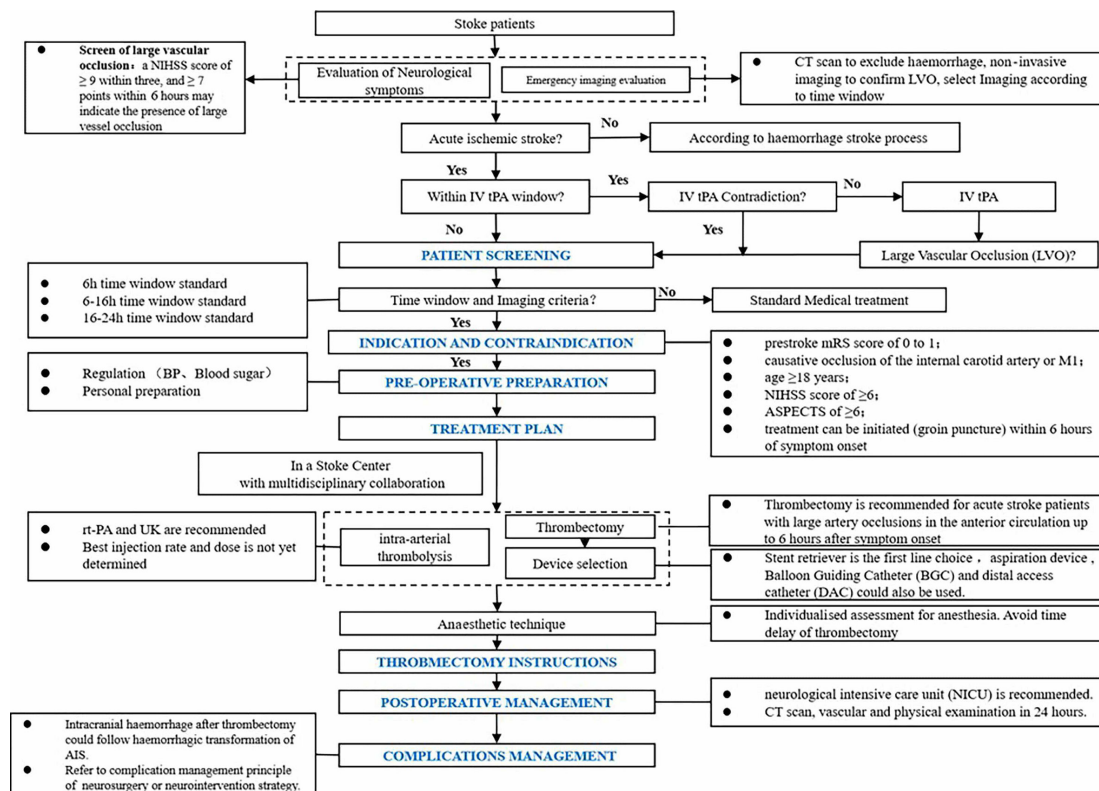 Stoke patients
● Screen of large vascular
occlusion：a NIHSS score of
≥ 9 within three, and ≥ 7
points within 6 hours may
indicate the presence of large
vessel occlusion
Evaluation of Neurological
symptoms
Emergency imaging evaluation
● CT scan to exclude haemorrhage, non-invasive
imaging to confirm LVO, select Imaging according
to time window
Acute ischemic stroke?
No
According to haemorrhage stroke process
Yes
Within IV tPA window?
Yes
IV tPA Contradiction?
No
IV tPA
No
Yes
PATIENT SCREENING
Large Vascular Occlusion (LVO)?
● 6h time window standard
● 6-16h time window standard
● 16-24h time window standard
Time window and Imaging criteria?
No
Standard Medical treatment
Yes
INDICATION AND CONTRAINDICATION
● prestroke mRS score of 0 to 1；
● causative occlusion of the internal carotid artery or M1；
● age ≥18 years；
● NIHSS score of ≥6；
● ASPECTS of ≥6；
● treatment can be initiated (groin puncture) within 6 hours
of symptom onset
Yes
● Regulation （BP、Blood sugar）
● Personal preparation
PRE-OPERATIVE PREPARATION
TREATMENT PLAN
In a Stoke Center
with multidisciplinary collaboration
● rt-PA and UK are recommended
● Best injection rate and dose is not yet
determined
intra-arterial
thrombolysis
Thrombectomy
Device selection
● Thrombectomy is recommended for acute stroke patients
with large artery occlusions in the anterior circulation up
to 6 hours after symptom onset
● Stent retriever is the first line choice ，aspiration device ,
Balloon Guiding Catheter (BGC) and distal access
catheter (DAC) could also be used.
Anaesthetic technique
● Individualised assessment for anesthesia. Avoid time
delay of thrombectomy
THROBMECTOMY INSTRUCTIONS
POSTOPERATIVE MANAGEMENT
● neurological intensive care unit (NICU) is recommended.
● CT scan, vascular and physical examination in 24 hours.
● Intracranial haemorrhage after thrombectomy
could follow haemorrhagic transformation of
AIS.
● Refer to complication management principle
of neurosurgery or neurointervention strategy.
COMPLICATIONS MANAGEMENT